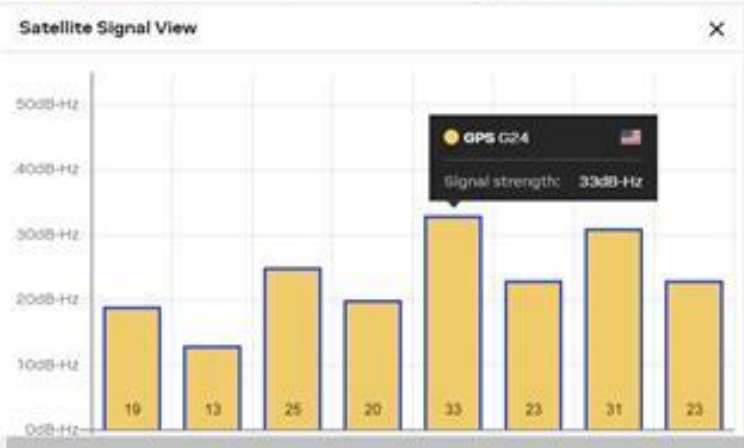 Satellite Signal View
50dB-Hz
GPS G24
40dB-Hz
Signal strength: 33dB-Hz
30dB-Hz
20dB-Hz
10dB-Hz
19 13 25 20 33 23 31 23
0dB-Hz